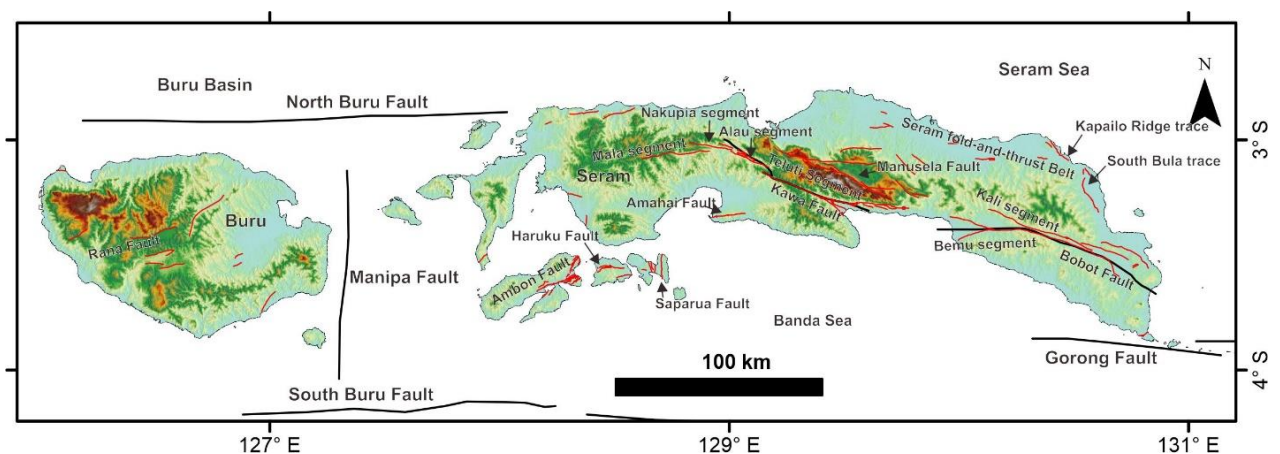 Seram Sea
Buru Basin
North Buru Fault
N
Nakupia segment
Alau segment
Kapailo Ridge trace
3° S
Seram fold-and-thrust Belt
South Bula trace
Mala segment
Teluti Segment
Manusela Fault
Seram
Kawa Fault
Amahai Fault
Kali segment
Buru
Rana Fault
Haruku Fault
Bemu segment
Bobot Fault
Manipa Fault
Ambon Fault
Saparua Fault
Banda Sea
100 km
Gorong Fault
4° S
South Buru Fault
127° E
129° E
131° E